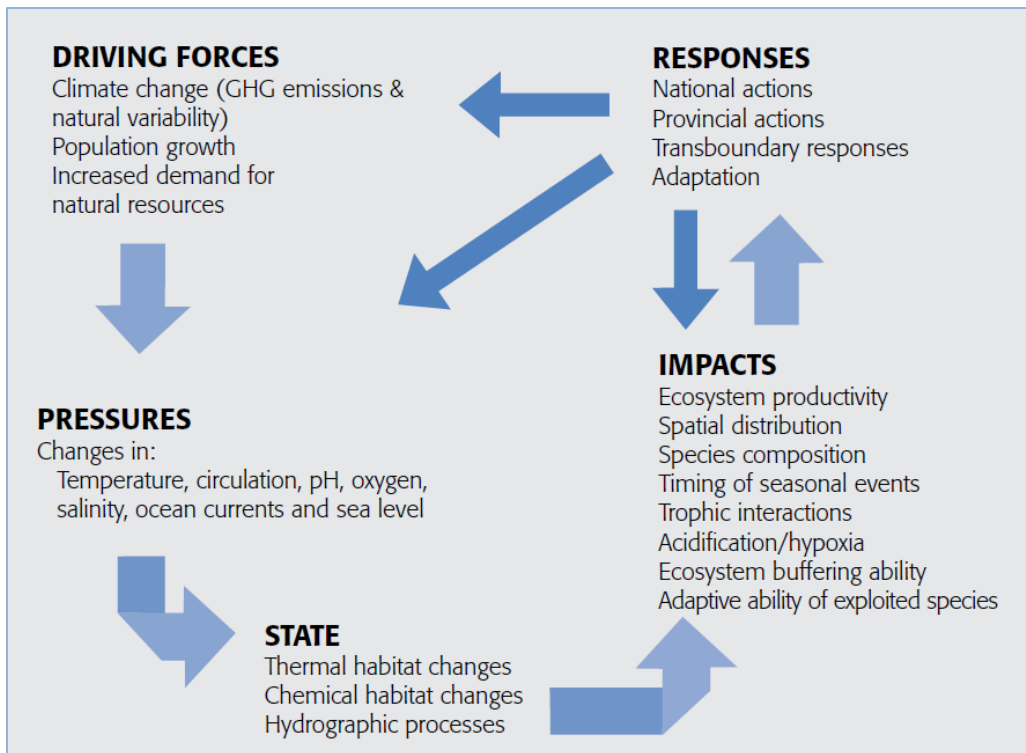 DRIVING FORCES
Climate change (GHG emissions &
natural variability)
Population growth
Increased demand for
natural resources
RESPONSES
National actions
Provincial actions
Transboundary responses
Adaptation
PRESSURES
Changes in:
Temperature, circulation, pH, oxygen,
salinity, ocean currents and sea level
IMPACTS
Ecosystem productivity
Spatial distribution
Species composition
Timing of seasonal events
Trophic interactions
Acidification/hypoxia
Ecosystem buffering ability
Adaptive ability of exploited species
STATE
Thermal habitat changes
Chemical habitat changes
Hydrographic processes